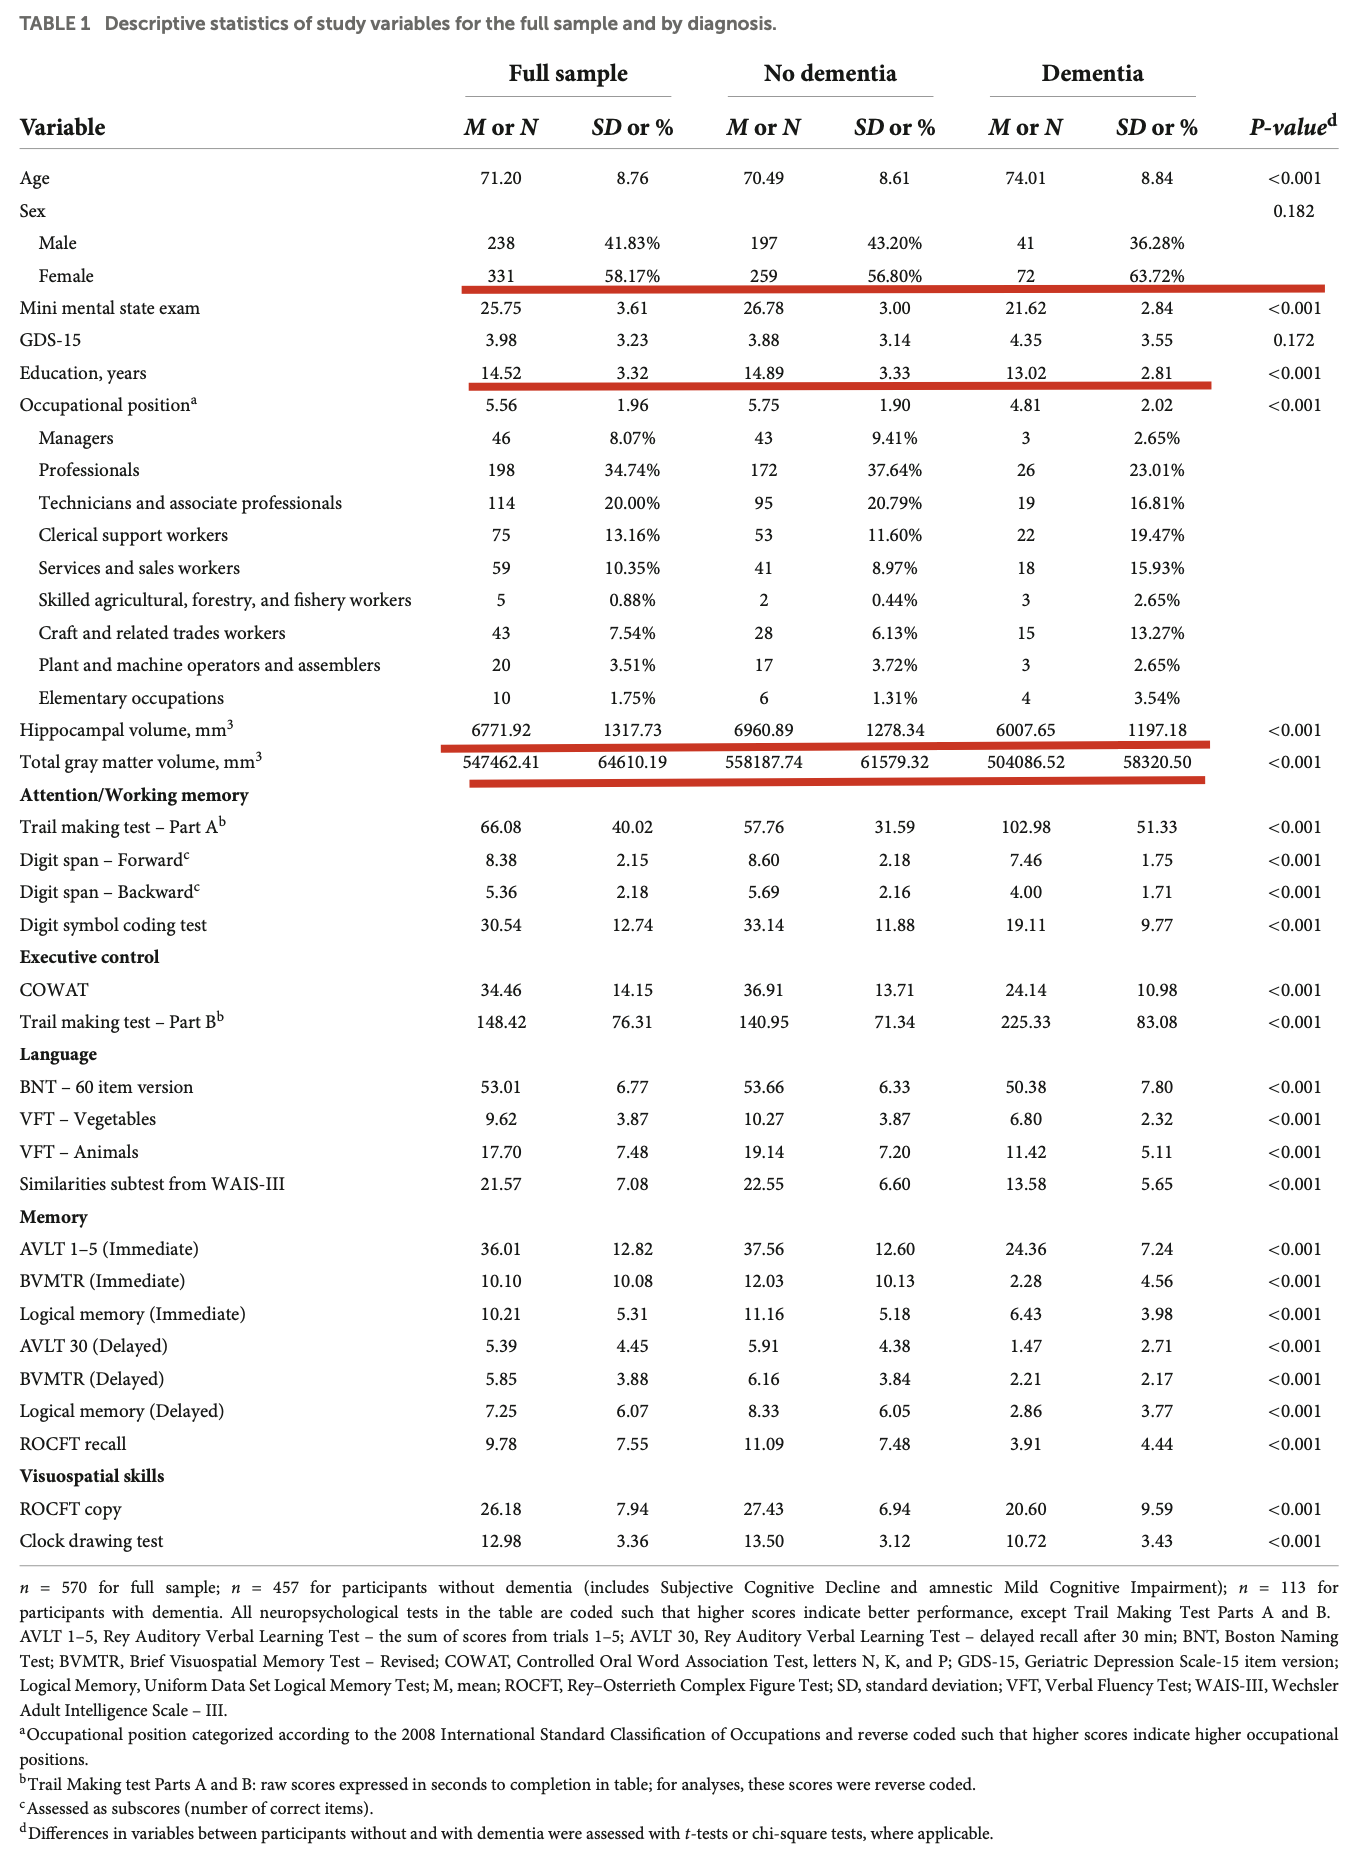 TABLE 1 Descriptive statistics of study variables for the full sample and by diagnosis.
Full sample No dementia Dementia
Variable M or N SD or % M or N SD or % M or N SD or % P-valueᵈ
Age 71.20 8.76 70.49 8.61 74.01 8.84 <0.001
Sex 0.182
Male 238 41.83% 197 43.20% 41 36.28%
Female 331 58.17% 259 56.80% 72 63.72%
Mini mental state exam 25.75 3.61 26.78 3.00 21.62 2.84 <0.001
GDS-15 3.98 3.23 3.88 3.14 4.35 3.55 0.172
Education, years 14.52 3.32 14.89 3.33 13.02 2.81 <0.001
Occupational positionᵃ 5.56 1.96 5.75 1.90 4.81 2.02 <0.001
Managers 46 8.07% 43 9.41% 3 2.65%
Professionals 198 34.74% 172 37.64% 26 23.01%
Technicians and associate professionals 114 20.00% 95 20.79% 19 16.81%
Clerical support workers 75 13.16% 53 11.60% 22 19.47%
Services and sales workers 59 10.35% 41 8.97% 18 15.93%
Skilled agricultural, forestry, and fishery workers 5 0.88% 2 0.44% 3 2.65%
Craft and related trades workers 43 7.54% 28 6.13% 15 13.27%
Plant and machine operators and assemblers 20 3.51% 17 3.72% 3 2.65%
Elementary occupations 10 1.75% 6 1.31% 4 3.54%
Hippocampal volume, mm³ 6771.92 1317.73 6960.89 1278.34 6007.65 1197.18 <0.001
Total gray matter volume, mm³ 547462.41 64610.19 558187.74 61579.32 504086.52 58320.50 <0.001
Attention/Working memory
Trail making test – Part Aᵇ 66.08 40.02 57.76 31.59 102.98 51.33 <0.001
Digit span – Forwardᶜ 8.38 2.15 8.60 2.18 7.46 1.75 <0.001
Digit span – Backwardᶜ 5.36 2.18 5.69 2.16 4.00 1.71 <0.001
Digit symbol coding test 30.54 12.74 33.14 11.88 19.11 9.77 <0.001
Executive control
COWAT 34.46 14.15 36.91 13.71 24.14 10.98 <0.001
Trail making test – Part Bᵇ 148.42 76.31 140.95 71.34 225.33 83.08 <0.001
Language
BNT – 60 item version 53.01 6.77 53.66 6.33 50.38 7.80 <0.001
VFT – Vegetables 9.62 3.87 10.27 3.87 6.80 2.32 <0.001
VFT – Animals 17.70 7.48 19.14 7.20 11.42 5.11 <0.001
Similarities subtest from WAIS-III 21.57 7.08 22.55 6.60 13.58 5.65 <0.001
Memory
AVLT 1–5 (Immediate) 36.01 12.82 37.56 12.60 24.36 7.24 <0.001
BVMTR (Immediate) 10.10 10.08 12.03 10.13 2.28 4.56 <0.001
Logical memory (Immediate) 10.21 5.31 11.16 5.18 6.43 3.98 <0.001
AVLT 30 (Delayed) 5.39 4.45 5.91 4.38 1.47 2.71 <0.001
BVMTR (Delayed) 5.85 3.88 6.16 3.84 2.21 2.17 <0.001
Logical memory (Delayed) 7.25 6.07 8.33 6.05 2.86 3.77 <0.001
ROCFT recall 9.78 7.55 11.09 7.48 3.91 4.44 <0.001
Visuospatial skills
ROCFT copy 26.18 7.94 27.43 6.94 20.60 9.59 <0.001
Clock drawing test 12.98 3.36 13.50 3.12 10.72 3.43 <0.001
n = 570 for full sample; n = 457 for participants without dementia (includes Subjective Cognitive Decline and amnestic Mild Cognitive Impairment); n = 113 for
participants with dementia. All neuropsychological tests in the table are coded such that higher scores indicate better performance, except Trail Making Test Parts A and B.
AVLT 1–5, Rey Auditory Verbal Learning Test – the sum of scores from trials 1–5; AVLT 30, Rey Auditory Verbal Learning Test – delayed recall after 30 min; BNT, Boston Naming
Test; BVMTR, Brief Visuospatial Memory Test – Revised; COWAT, Controlled Oral Word Association Test, letters N, K, and P; GDS-15, Geriatric Depression Scale-15 item version;
Logical Memory, Uniform Data Set Logical Memory Test; M, mean; ROCFT, Rey–Osterrieth Complex Figure Test; SD, standard deviation; VFT, Verbal Fluency Test; WAIS-III, Wechsler
Adult Intelligence Scale – III.
ᵃOccupational position categorized according to the 2008 International Standard Classification of Occupations and reverse coded such that higher scores indicate higher occupational
positions.
ᵇTrail Making test Parts A and B: raw scores expressed in seconds to completion in table; for analyses, these scores were reverse coded.
ᶜAssessed as subscores (number of correct items).
ᵈDifferences in variables between participants without and with dementia were assessed with t-tests or chi-square tests, where applicable.